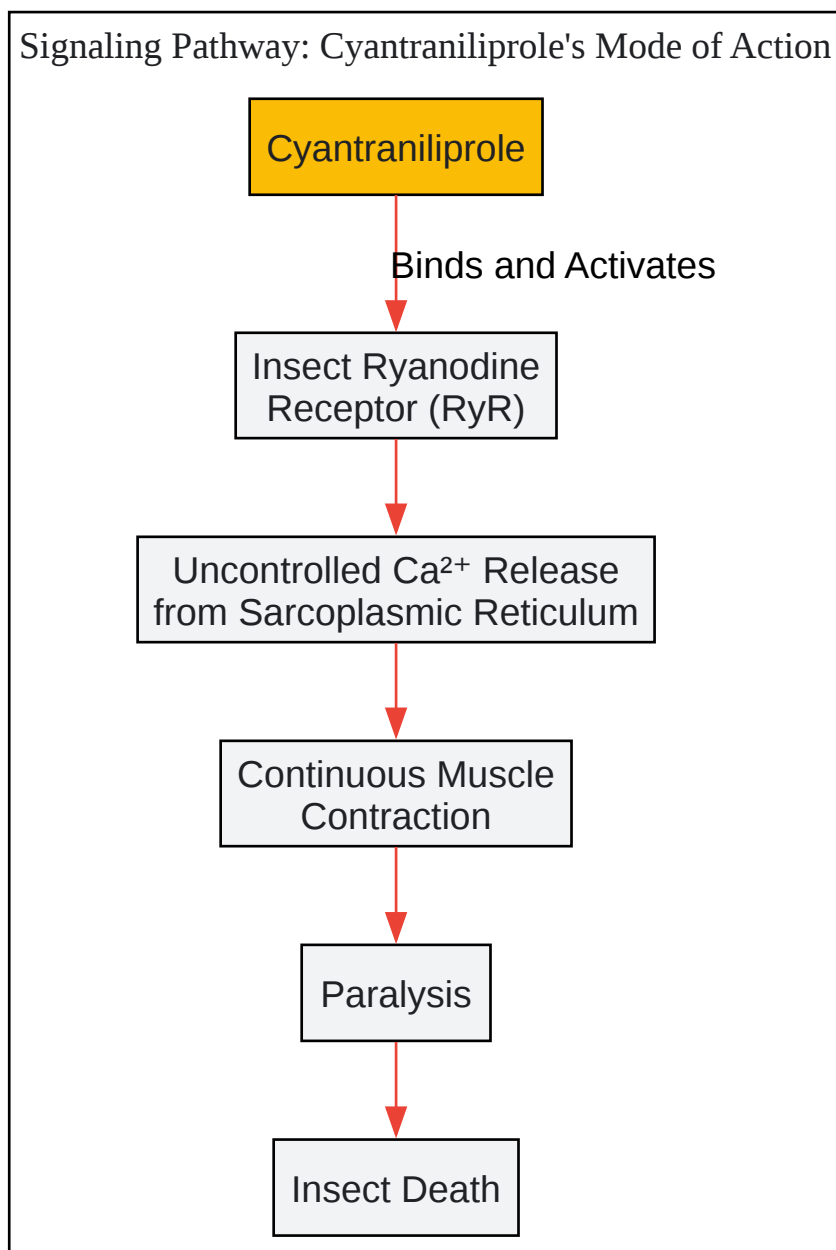 Signaling Pathway: Cyantraniliprole's Mode of Action
Cyantraniliprole
Binds and Activates
Insect Ryanodine
Receptor (RyR)
Uncontrolled Ca²⁺ Release
from Sarcoplasmic Reticulum
Continuous Muscle
Contraction
Paralysis
Insect Death